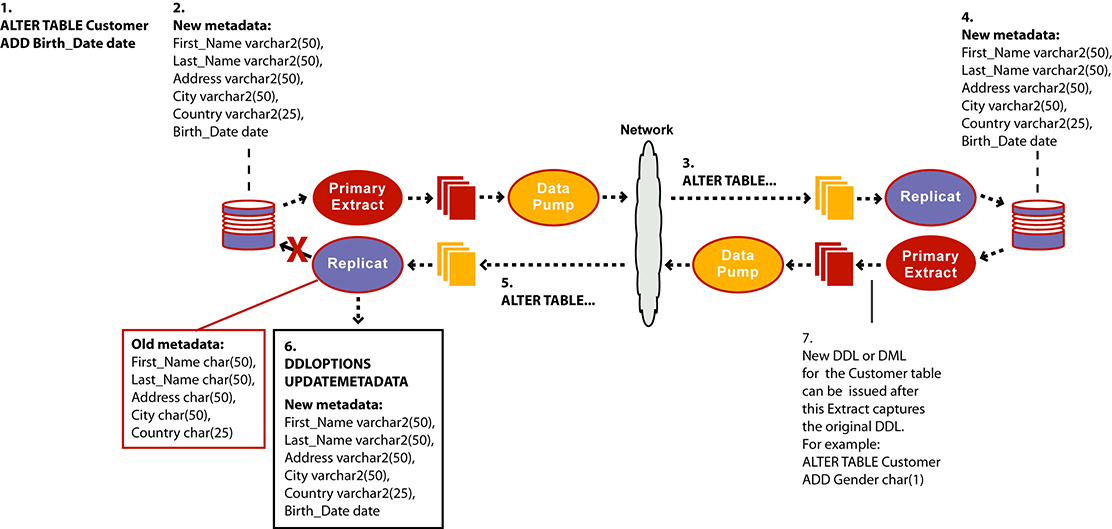 1.
ALTER TABLE Customer
ADD Birth_Date date
2.
New metadata:
First_Name varchar2(50),
Last_Name varchar2(50),
Address varchar2(50),
City varchar2(50),
Country varchar2(25),
Birth_Date date
4.
New metadata:
First_Name varchar2(50),
Last_Name varchar2(50),
Address varchar2(50),
City varchar2(50),
Country varchar2(25),
Birth_Date date
Network
3.
ALTER TABLE...
Primary
Extract
Data
Pump
Replicat
X
Replicat
Data
Pump
Primary
Extract
5.
ALTER TABLE...
Old metadata:
First_Name char(50),
Last_Name char(50),
Address char(50),
City char(50),
Country char(25)
6.
DDLOPTIONS
UPDATEMETADATA
New metadata:
First_Name varchar2(50),
Last_Name varchar2(50),
Address varchar2(50),
City varchar2(50),
Country varchar2(25),
Birth_Date date
7.
New DDL or DML
for the Customer table
can be issued after
this Extract captures
the original DDL.
For example:
ALTER TABLE Customer
ADD Gender char(1)